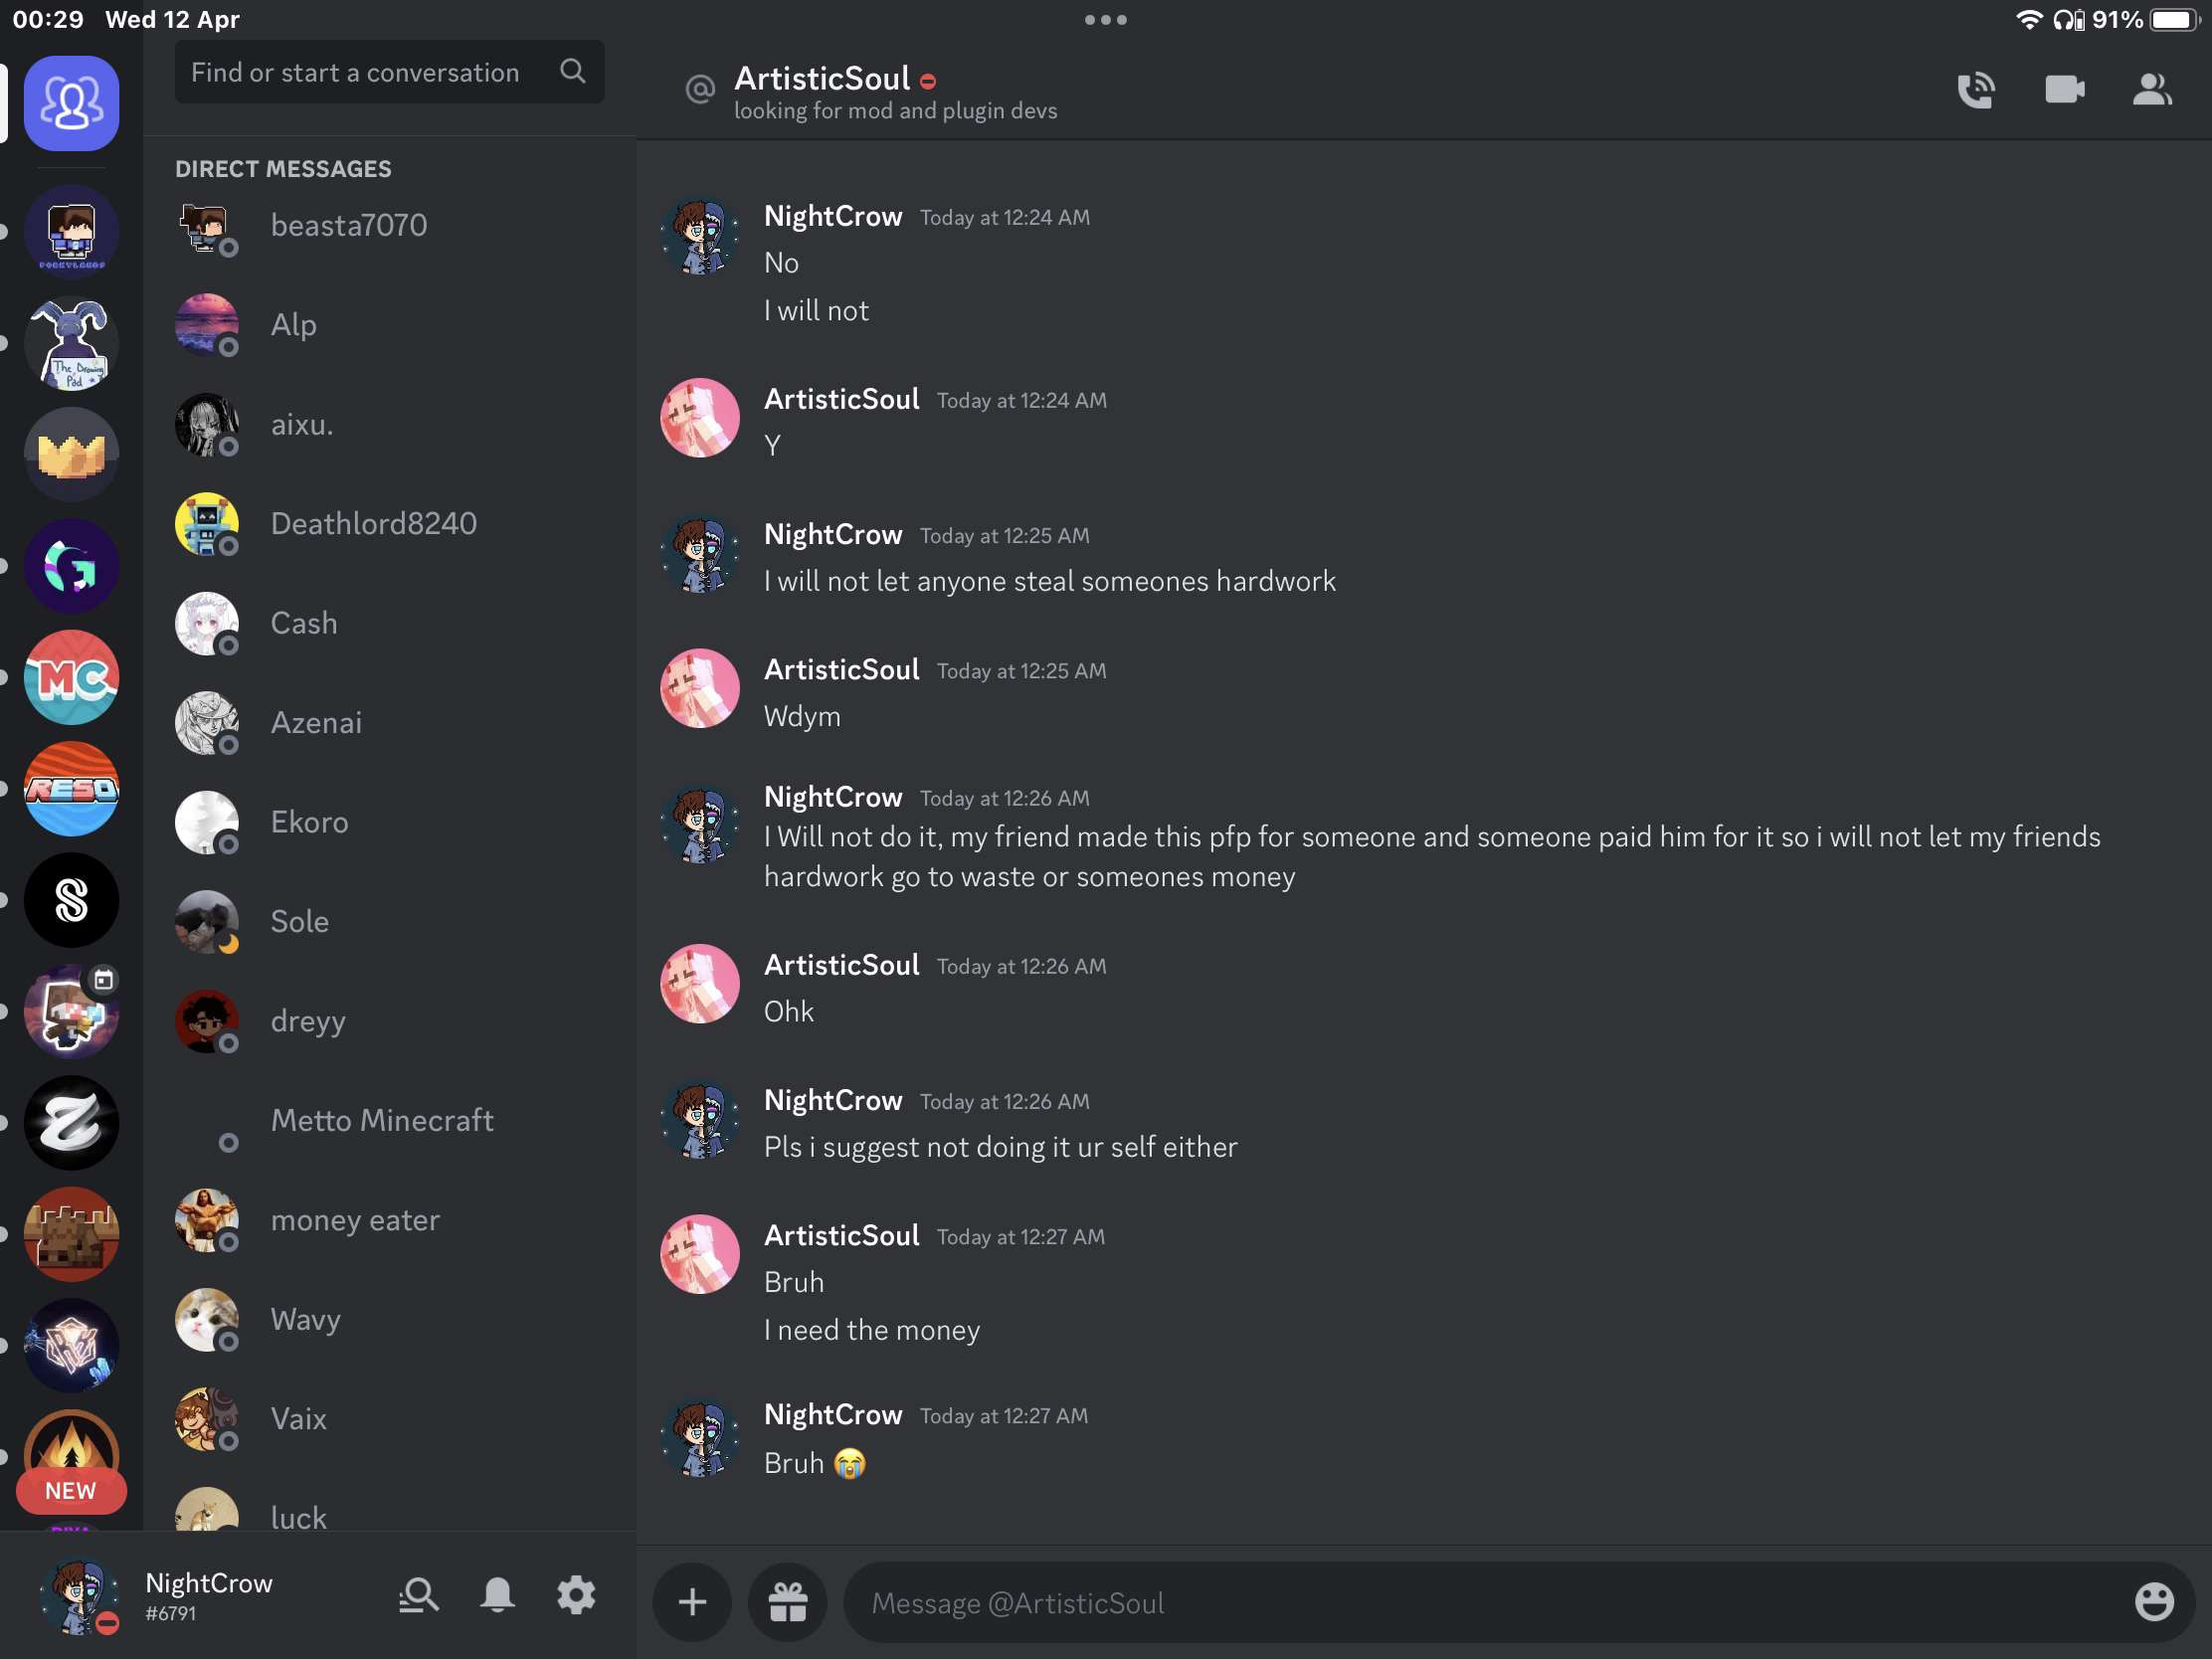 00:29 Wed 12 Apr
91%
Find or start a conversation
DIRECT MESSAGES
beasta7070
Alp
aixu.
Deathlord8240
Cash
Azenai
Ekoro
Sole
dreyy
Metto Minecraft
money eater
Wavy
Vaix
luck
The Drawing
Pad
MC
RESO
NEW
NightCrow
#6791
@ ArtisticSoul
looking for mod and plugin devs
NightCrow Today at 12:24 AM
No
I will not
ArtisticSoul Today at 12:24 AM
Y
NightCrow Today at 12:25 AM
I will not let anyone steal someones hardwork
ArtisticSoul Today at 12:25 AM
Wdym
NightCrow Today at 12:26 AM
I Will not do it, my friend made this pfp for someone and someone paid him for it so i will not let my friends
hardwork go to waste or someones money
ArtisticSoul Today at 12:26 AM
Ohk
NightCrow Today at 12:26 AM
Pls i suggest not doing it ur self either
ArtisticSoul Today at 12:27 AM
Bruh
I need the money
NightCrow Today at 12:27 AM
Bruh 😭
Message @ArtisticSoul